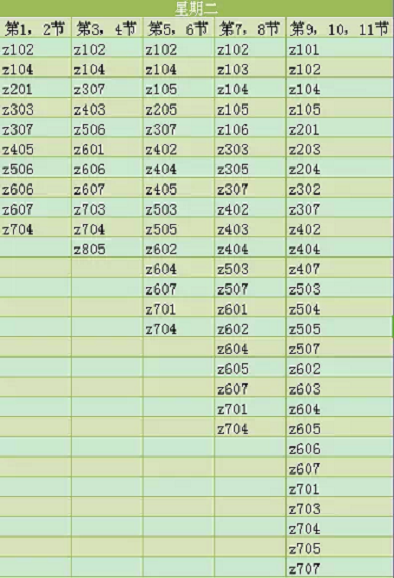 星期二
第1，2节 第3，4节 第5，6节 第7，8节 第9，10，11节
z102 z102 z102 z102 z101
z104 z104 z104 z103 z102
z201 z307 z105 z104 z104
z303 z403 z205 z105 z105
z307 z506 z307 z106 z201
z405 z601 z402 z303 z203
z506 z606 z404 z305 z204
z606 z607 z405 z307 z302
z607 z703 z503 z402 z307
z704 z704 z505 z403 z402
z805 z602 z404 z404
z604 z503 z407
z607 z507 z503
z701 z601 z504
z704 z602 z505
z604 z507
z605 z602
z607 z603
z701 z604
z704 z605
z606
z607
z701
z703
z704
z705
z707